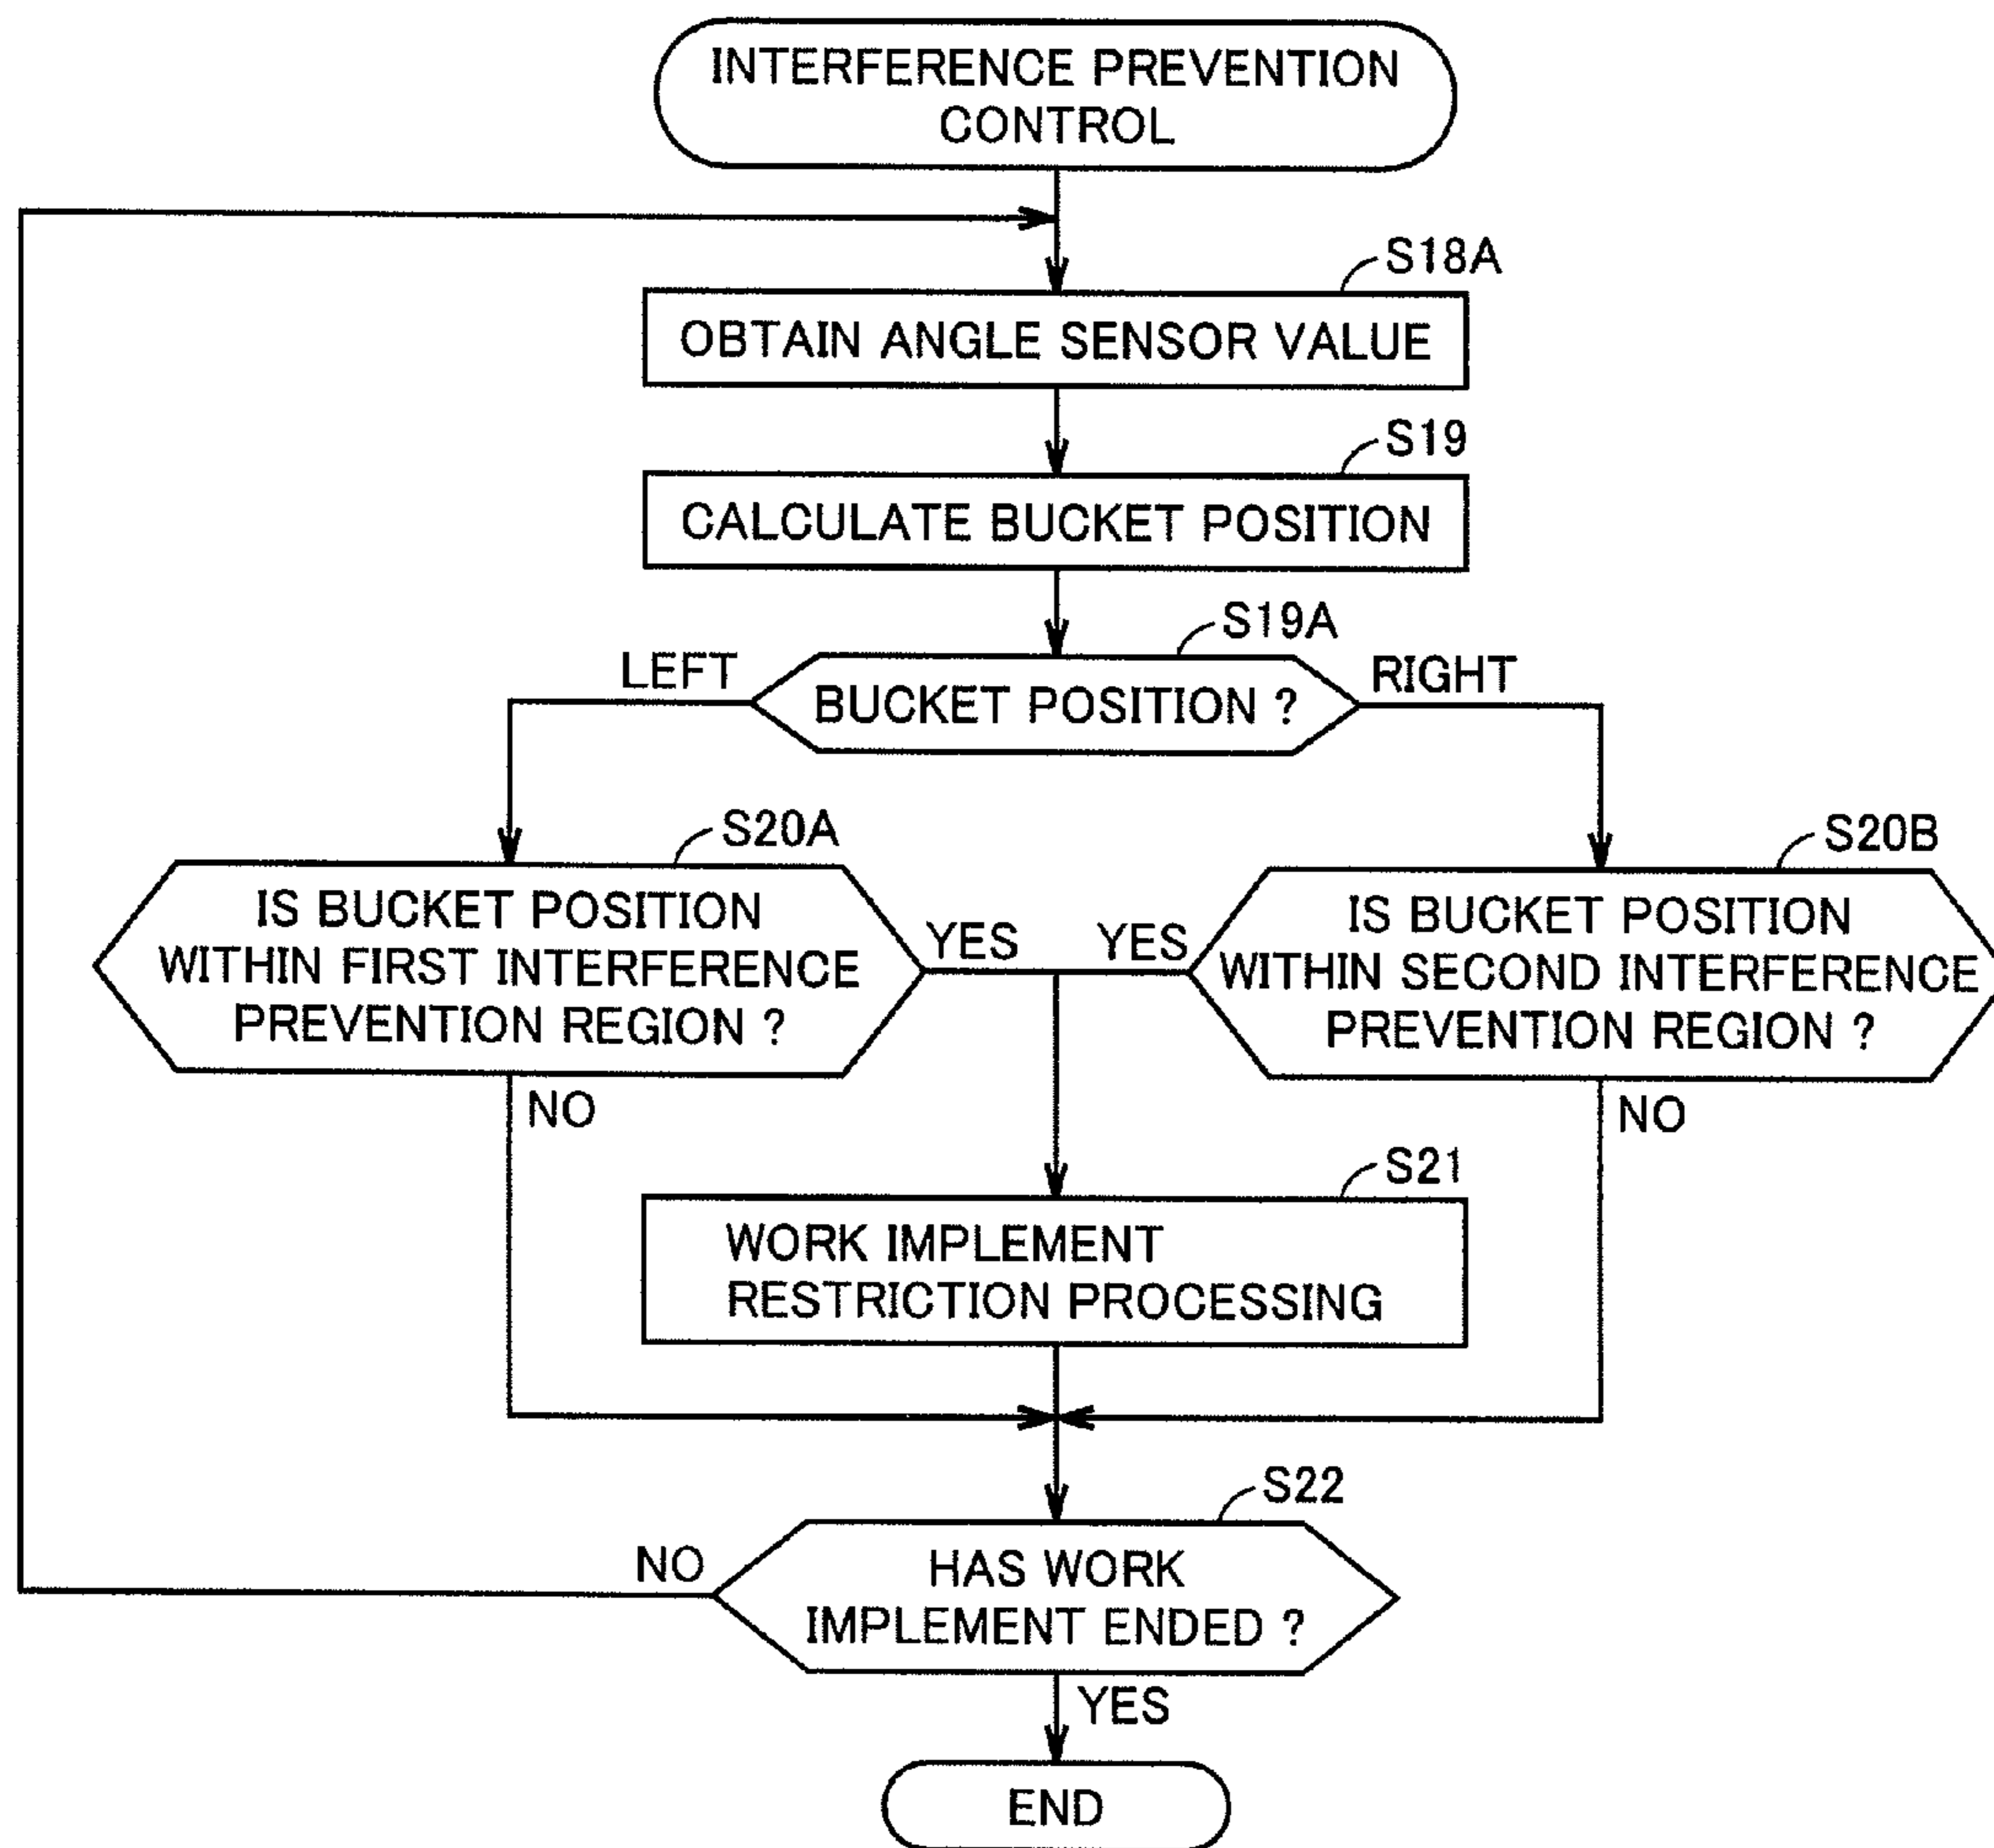 INTERFERENCE PREVENTION
CONTROL
S18A
OBTAIN ANGLE SENSOR VALUE
S19
CALCULATE BUCKET POSITION
S19A
LEFT
BUCKET POSITION ?
RIGHT
S20A
IS BUCKET POSITION
WITHIN FIRST INTERFERENCE
PREVENTION REGION ?
YES
NO
S20B
YES
IS BUCKET POSITION
WITHIN SECOND INTERFERENCE
PREVENTION REGION ?
NO
S21
WORK IMPLEMENT
RESTRICTION PROCESSING
S22
NO
HAS WORK
IMPLEMENT ENDED ?
YES
END